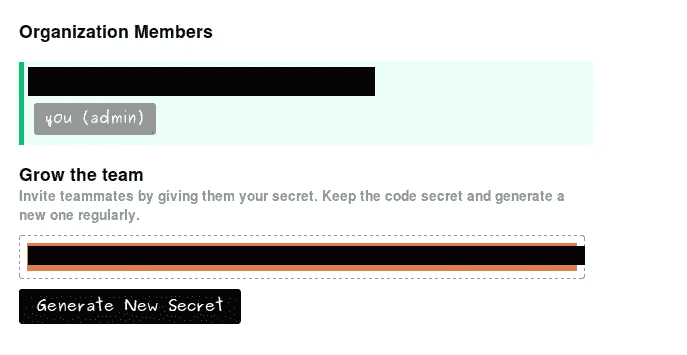 Organization Members
you (admin)
Grow the team
Invite teammates by giving them your secret. Keep the code secret and generate a
new one regularly.
Generate New Secret